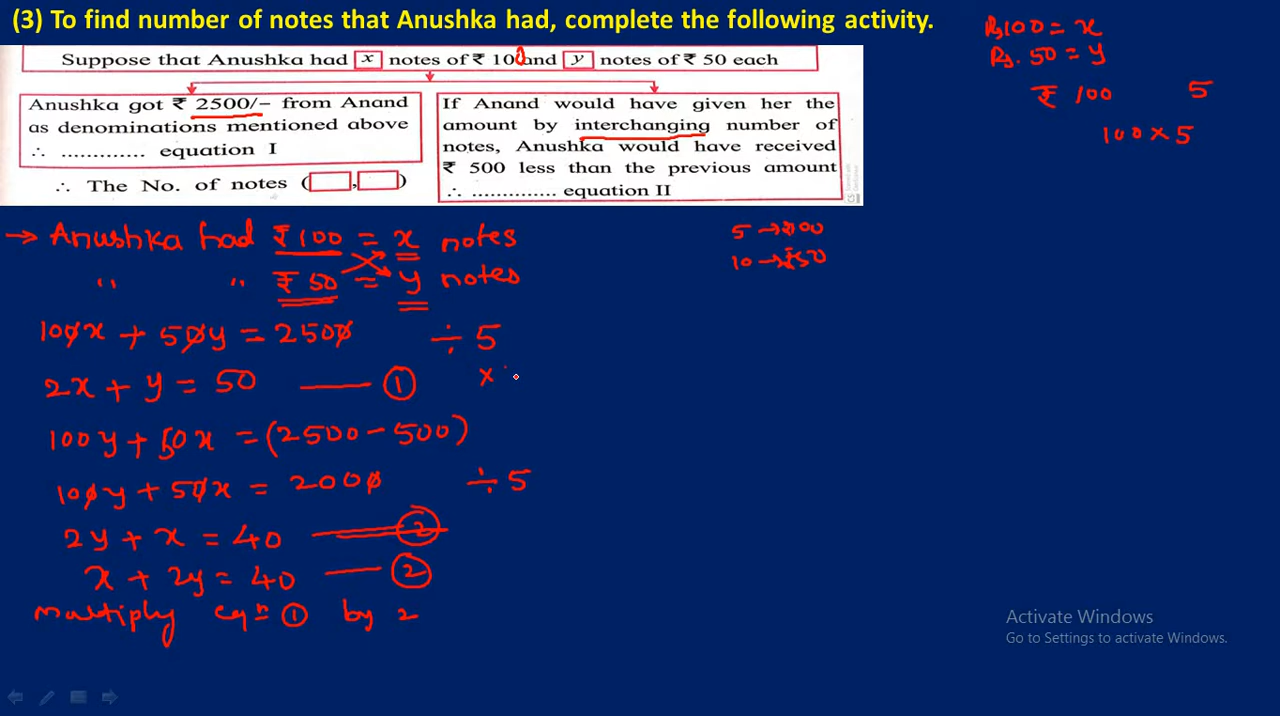 (3) To find number of notes that Anushka had, complete the following activity.
Suppose that Anushka had x notes of ₹ 100 and y notes of ₹ 50 each
Anushka got ₹ 2500/- from Anand
as denominations mentioned above
∴ ............. equation I
∴ The No. of notes ( , )
If Anand would have given her the
amount by interchanging number of
notes, Anushka would have received
₹ 500 less than the previous amount
∴ ............. equation II
Rs100 = x
Rs. 50 = y
₹ 100 5
100 × 5
→ Anushka had ₹100 = x notes
" " ₹ 50 = y notes
5 → ₹100
10 → ₹50
100x + 50y = 2500 ÷ 5
2x + y = 50 —— ① ×
100y + 50x = (2500 - 500)
100y + 50x = 2000 ÷ 5
2y + x = 40 —— ②
x + 2y = 40 —— ②
multiply eqn ① by 2
Activate Windows
Go to Settings to activate Windows.